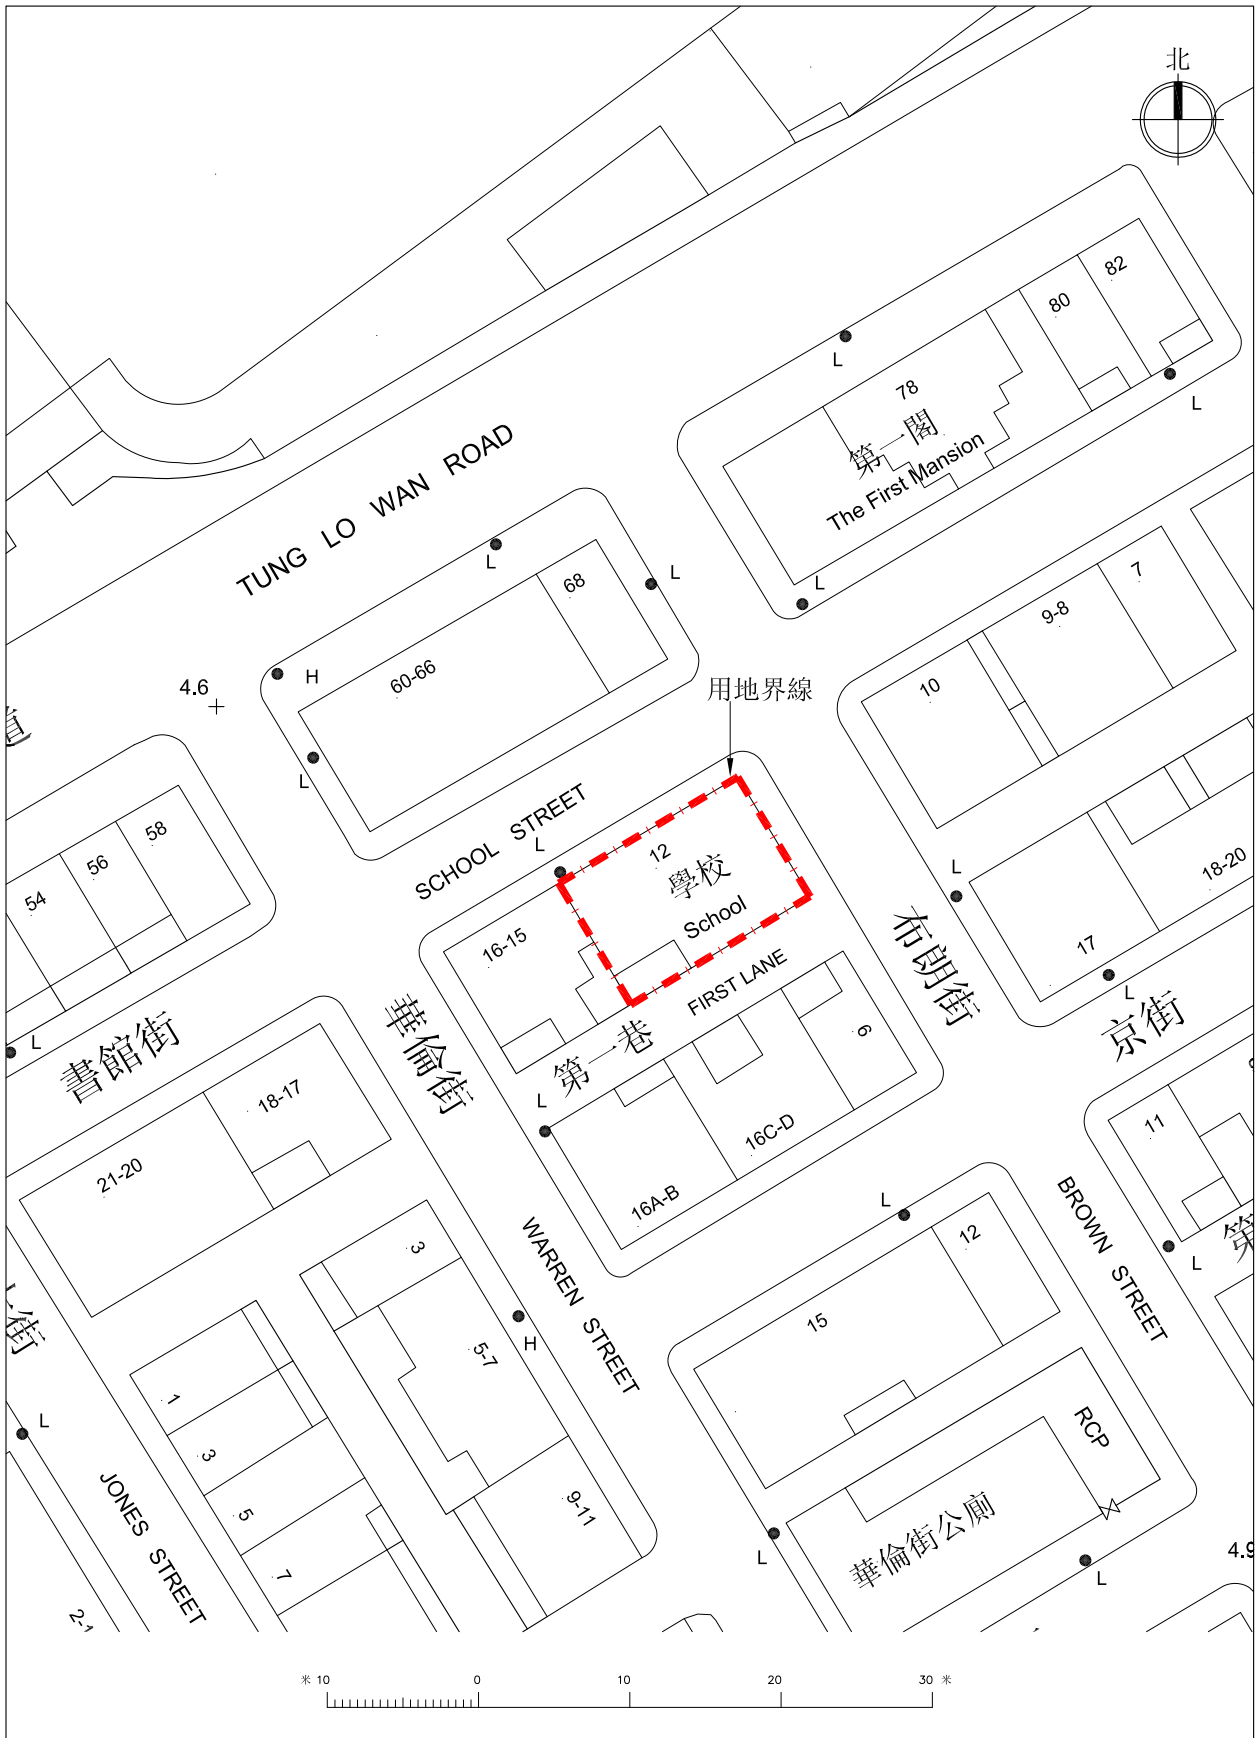 北
82
80
78
第一閣
The First Mansion
L
L
L
TUNG LO WAN ROAD
L
L
68
60-66
H
L
4.6
道
7
9-8
10
用地界線
58
56
54
SCHOOL STREET
L
12
學校
School
16-15
FIRST LANE
第一巷
L
布朗街
L
18-20
17
L
京街
書館街
L
華倫街
18-17
21-20
6
16C-D
16A-B
11
BROWN STREET
L
第
L
12
15
WARREN STREET
3
5-7
H
9-11
街
L
1
3
5
7
JONES STREET
RCP
華倫街公廁
L
L
4.9
米 10 0 10 20 30 米